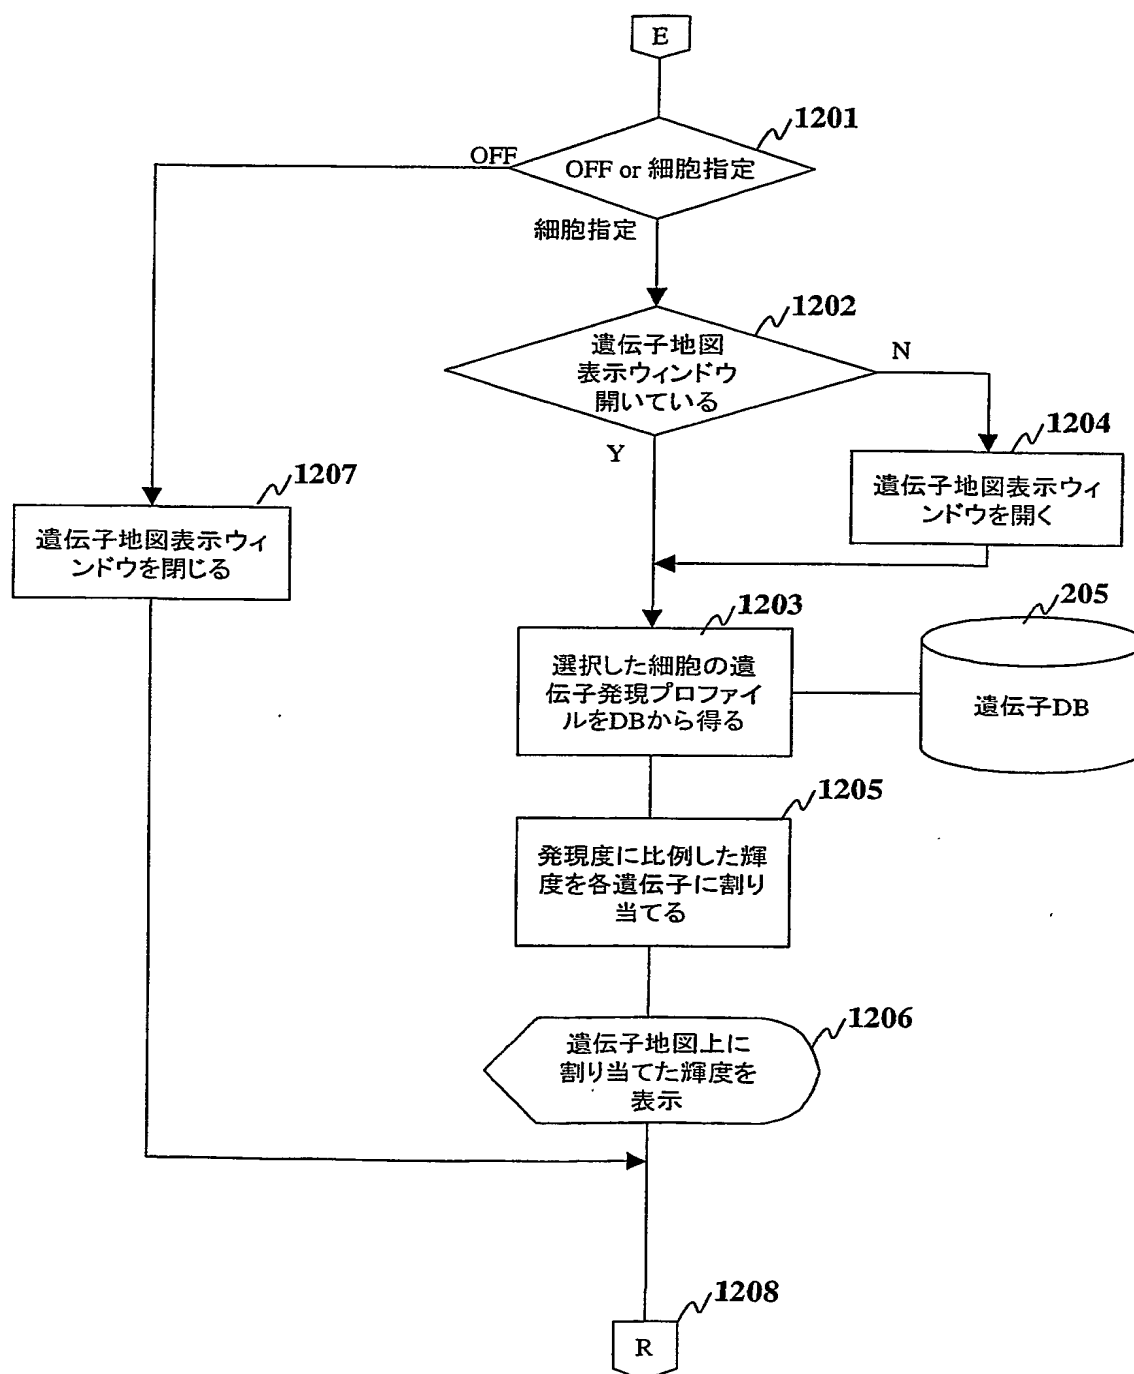 E
1201
OFF
OFF or 細胞指定
細胞指定
1202
遺伝子地図
表示ウィンドウ
開いている
N
Y
1204
遺伝子地図表示ウィ
ンドウを開く
1207
遺伝子地図表示ウィ
ンドウを閉じる
1203
選択した細胞の遺
伝子発現プロファイ
ルをDBから得る
205
遺伝子DB
1205
発現度に比例した輝
度を各遺伝子に割り
当てる
1206
遺伝子地図上に
割り当てた輝度を
表示
1208
R